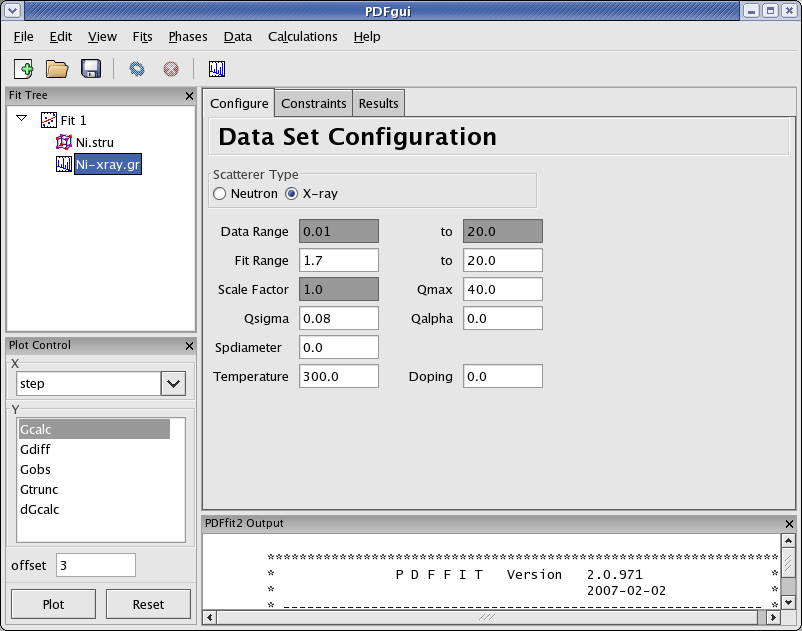 PDFgui
File Edit View Fits Phases Data Calculations Help
Fit Tree
Fit 1
Ni.stru
Ni-xray.gr
Plot Control
X
step
Y
Gcalc
Gdiff
Gobs
Gtrunc
dGcalc
offset 3
Plot Reset
Configure Constraints Results
Data Set Configuration
Scatterer Type
Neutron X-ray
Data Range 0.01 to 20.0
Fit Range 1.7 to 20.0
Scale Factor 1.0 Qmax 40.0
Qsigma 0.08 Qalpha 0.0
Spdiameter 0.0
Temperature 300.0 Doping 0.0
PDFfit2 Output
****************************************************************
* P D F F I T Version 2.0.971 *
* 2007-02-02 *
* ------------------------------------------------------------ *